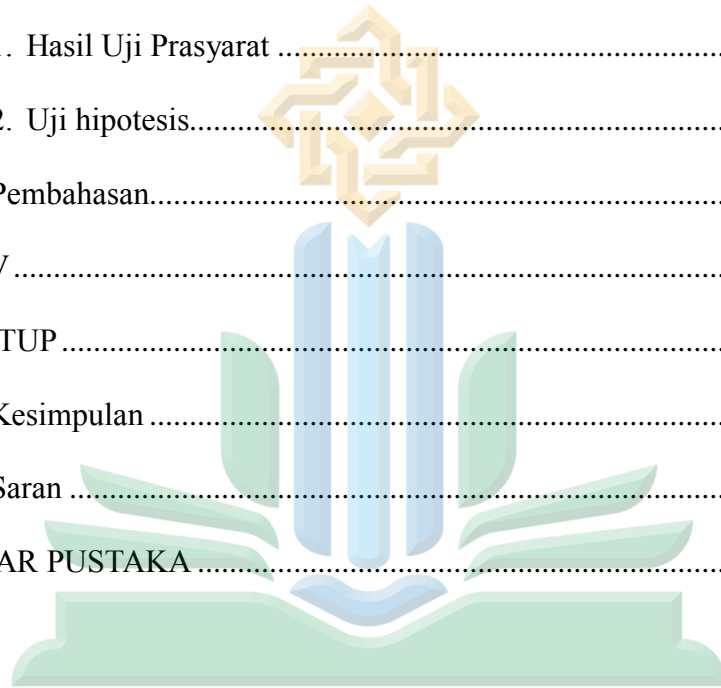 1. Hasil Uji Prasyarat ..........................................................
2. Uji hipotesis.......................................................................
Pembahasan............................................................................
V ................................................................................................
TUP .........................................................................................
Kesimpulan ............................................................................
Saran ........................................................................................
AR PUSTAKA .......................................................................